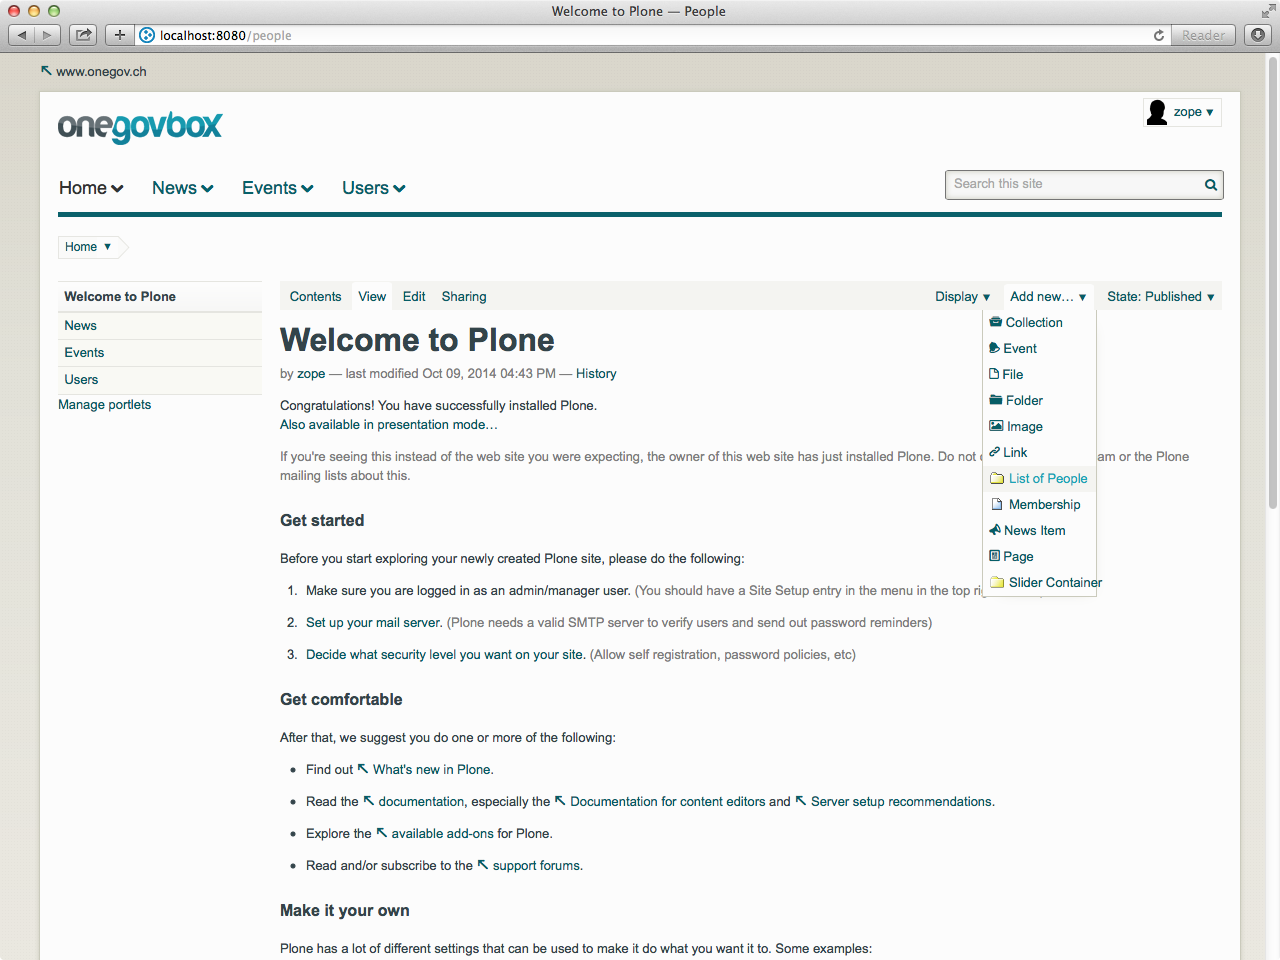 Welcome to Plone — People
localhost:8080/people
Reader
www.onegov.ch
onegovbox
zope ▼
Home
News
Events
Users
Search this site
Home ▼
Welcome to Plone
News
Events
Users
Manage portlets
Contents View Edit Sharing
Display ▼ Add new… ▼ State: Published ▼
Collection
Event
File
Folder
Image
Link
List of People
Membership
News Item
Page
Slider Container
Welcome to Plone
by zope — last modified Oct 09, 2014 04:43 PM — History
Congratulations! You have successfully installed Plone.
Also available in presentation mode…
If you're seeing this instead of the web site you were expecting, the owner of this web site has just installed Plone. Do not am or the Plone
mailing lists about this.
Get started
Before you start exploring your newly created Plone site, please do the following:
1. Make sure you are logged in as an admin/manager user. (You should have a Site Setup entry in the menu in the top
2. Set up your mail server. (Plone needs a valid SMTP server to verify users and send out password reminders)
3. Decide what security level you want on your site. (Allow self registration, password policies, etc)
Get comfortable
After that, we suggest you do one or more of the following:
• Find out What's new in Plone.
• Read the documentation, especially the Documentation for content editors and Server setup recommendations.
• Explore the available add-ons for Plone.
• Read and/or subscribe to the support forums.
Make it your own
Plone has a lot of different settings that can be used to make it do what you want it to. Some examples: